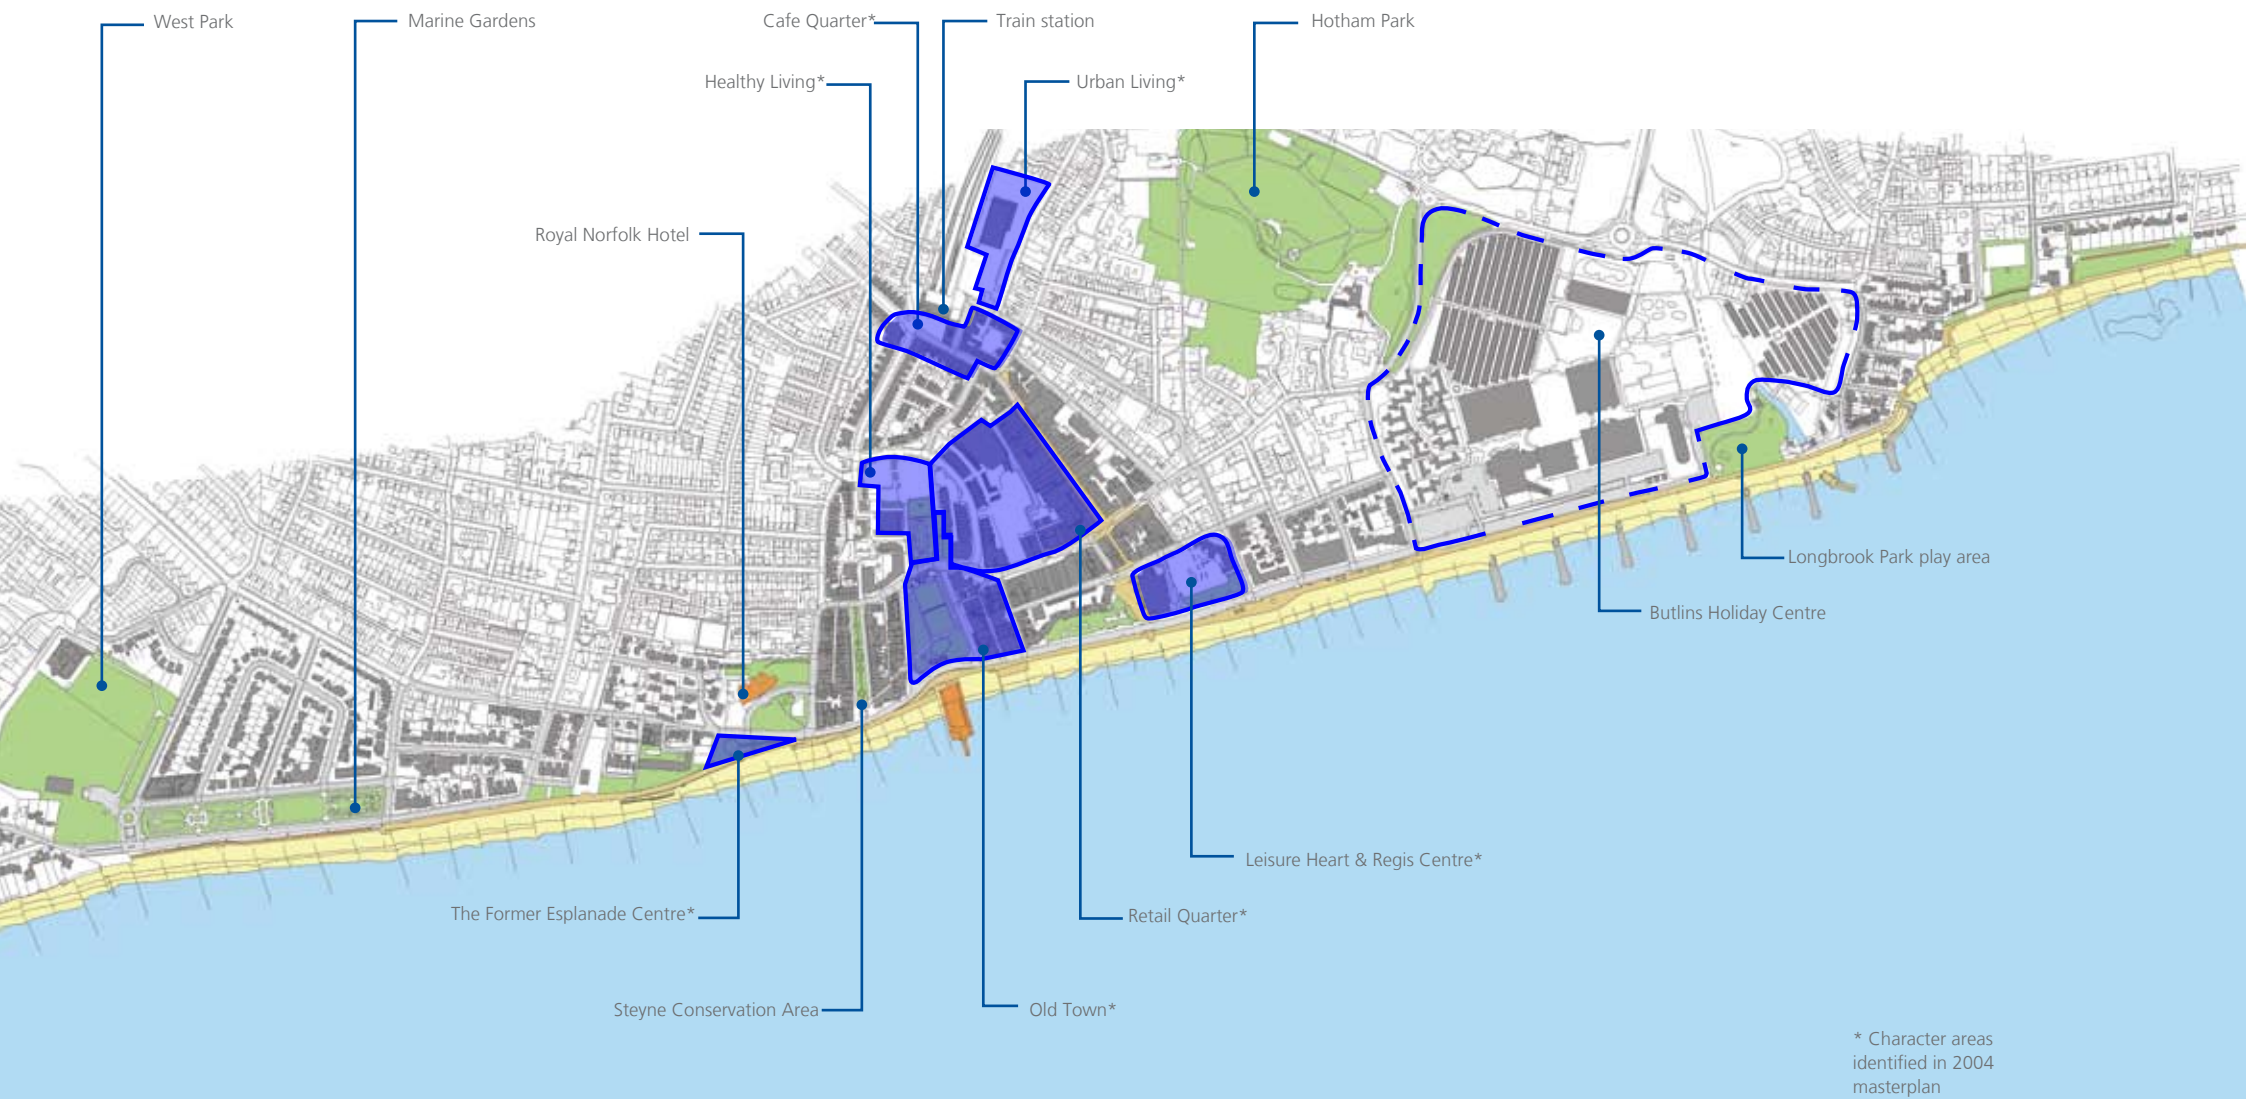 West Park
Marine Gardens
Cafe Quarter*
Train station
Hotham Park
Healthy Living*
Urban Living*
Royal Norfolk Hotel
Longbrook Park play area
Butlins Holiday Centre
Leisure Heart & Regis Centre*
The Former Esplanade Centre*
Retail Quarter*
Steyne Conservation Area
Old Town*
* Character areas
identified in 2004
masterplan